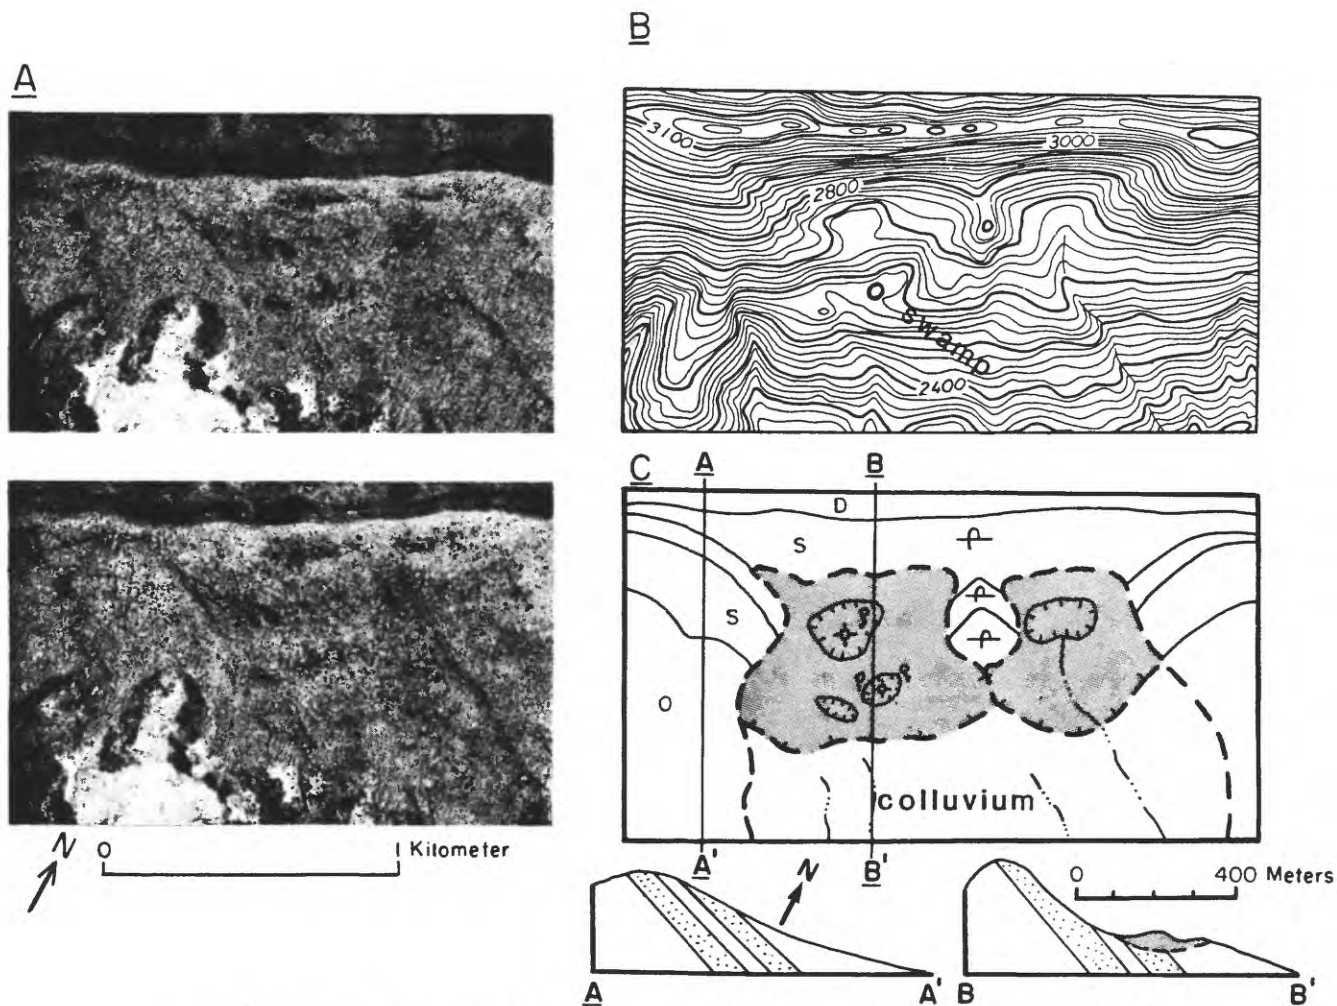 A
B
3100
3000
2800
swamp
2400
N
0 1 Kilometer
C
A B
D
S
S
O
colluvium
A' B'
N
0 400 Meters
A A' B B'